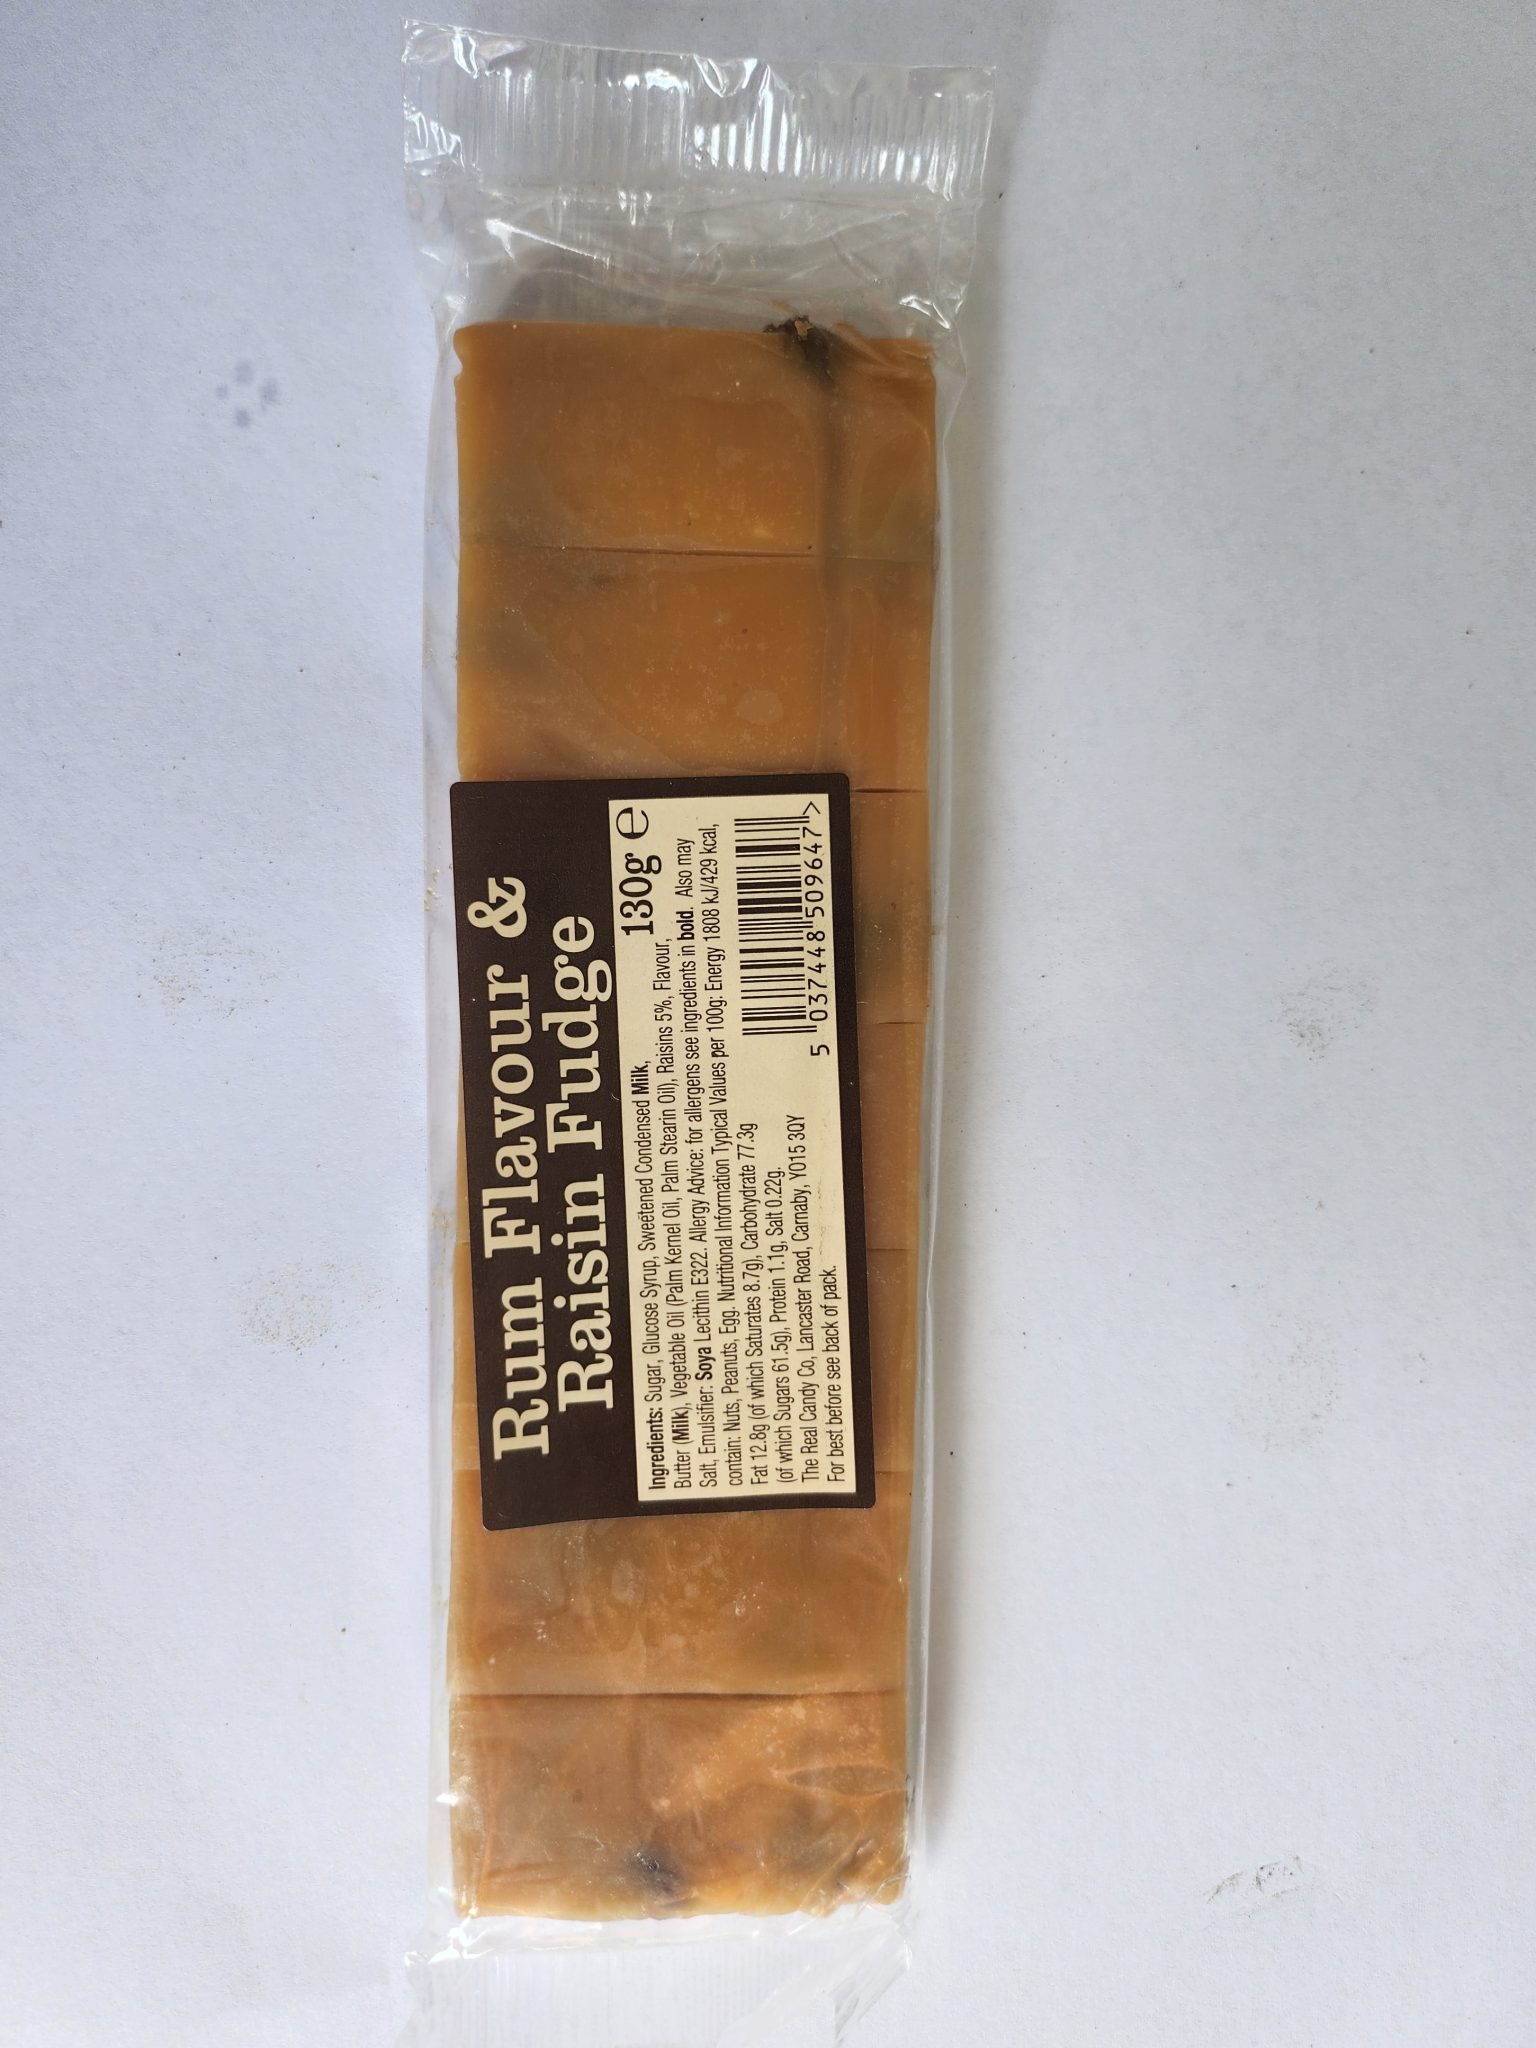 Rum Flavour &
Raisin Fudge
130g ℮
Ingredients: Sugar, Glucose Syrup, Sweetened Condensed Milk,
Butter (Milk), Vegetable Oil (Palm Kernel Oil, Palm Stearin Oil), Raisins 5%, Flavour,
Salt, Emulsifier: Soya Lecithin E322. Allergy Advice: for allergens see ingredients in bold. Also may
contain: Nuts, Peanuts, Egg. Nutritional Information Typical Values per 100g: Energy 1808 kJ/429 kcal,
Fat 12.8g (of which Saturates 8.7g), Carbohydrate 77.3g
(of which Sugars 61.5g), Protein 1.1g, Salt 0.22g.
The Real Candy Co, Lancaster Road, Carnaby, YO15 3QY
For best before see back of pack.
5 037448 509647 >